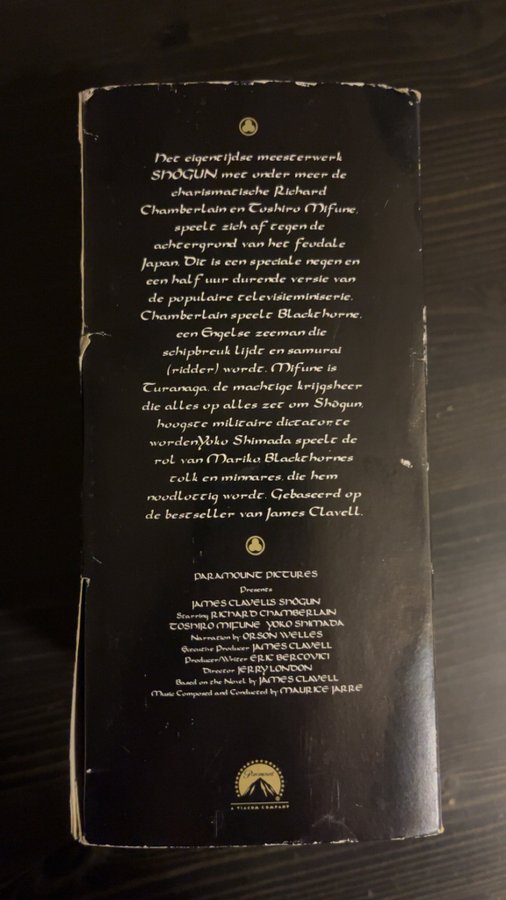 Het eigentijdse meesterwerk
SHŌGUN met onder meer de
charismatische Richard
Chamberlain en Toshiro Mifune,
speelt zich af tegen de
achtergrond van het feudale
Japan. Dit is een speciale negen en
een half uur durende versie van
de populaire televisieminiserie.
Chamberlain speelt Blackthorne,
een Engelse zeeman die
schipbreuk lijdt en samurai
(ridder) wordt. Mifune is
Turanaga, de machtige krijgsheer
die alles op alles zet om Shōgun,
hoogste militaire dictator,te
worden.Yoko Shimada speelt de
rol van Mariko, Blackthornes
tolk en minnares, die hem
noodlottig wordt. Gebaseerd op
de bestseller van James Clavell.
PARAMOUNT PICTURES
Presents
JAMES CLAVELL'S SHŌGUN
Starring RICHARD CHAMBERLAIN
TOSHIRO MIFUNE YOKO SHIMADA
Narration by ORSON WELLES
Executive Producer JAMES CLAVELL
Producer/Writer ERIC BERCOVICI
Director JERRY LONDON
Based on the Novel by JAMES CLAVELL
Music Composed and Conducted by MAURICE JARRE
Paramount
A VIACOM COMPANY